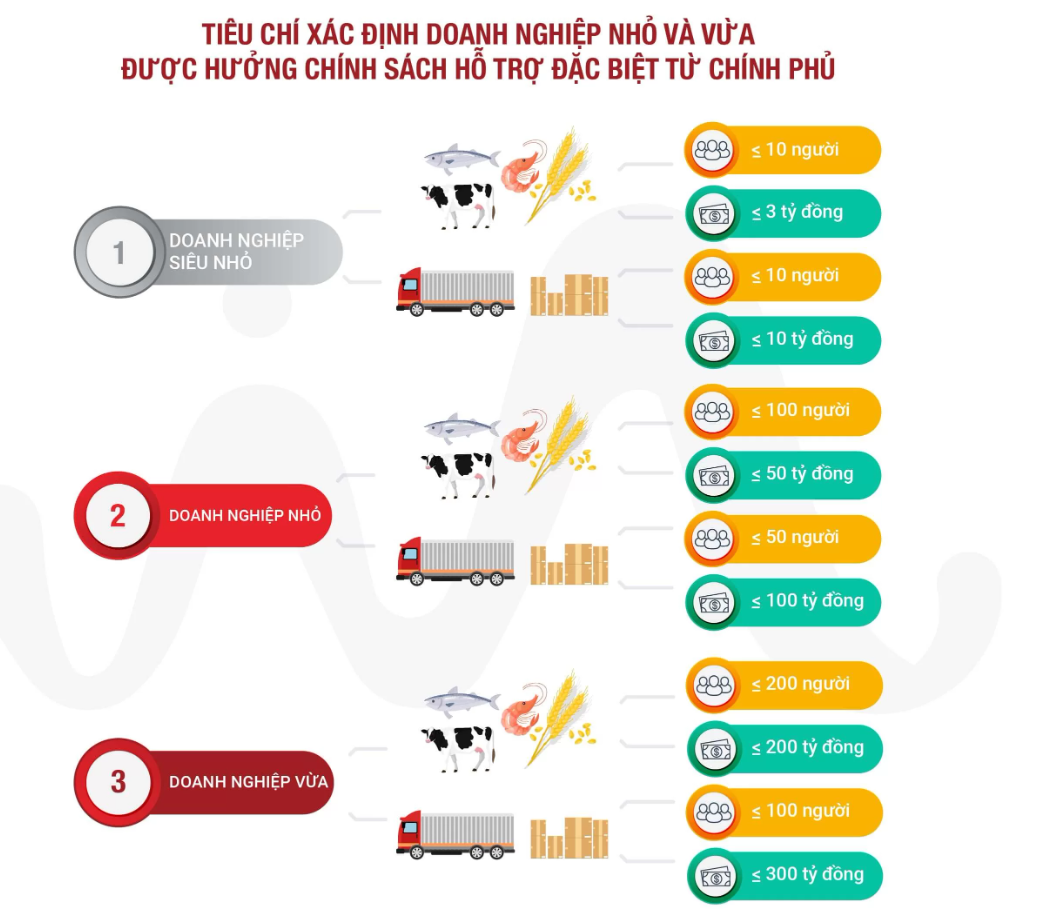 TIÊU CHÍ XÁC ĐỊNH DOANH NGHIỆP NHỎ VÀ VỪA
ĐƯỢC HƯỞNG CHÍNH SÁCH HỖ TRỢ ĐẶC BIỆT TỪ CHÍNH PHỦ
1
DOANH NGHIỆP
SIÊU NHỎ
≤ 10 người
≤ 3 tỷ đồng
≤ 10 người
≤ 10 tỷ đồng
2
DOANH NGHIỆP NHỎ
≤ 100 người
≤ 50 tỷ đồng
≤ 50 người
≤ 100 tỷ đồng
3
DOANH NGHIỆP VỪA
≤ 200 người
≤ 200 tỷ đồng
≤ 100 người
≤ 300 tỷ đồng